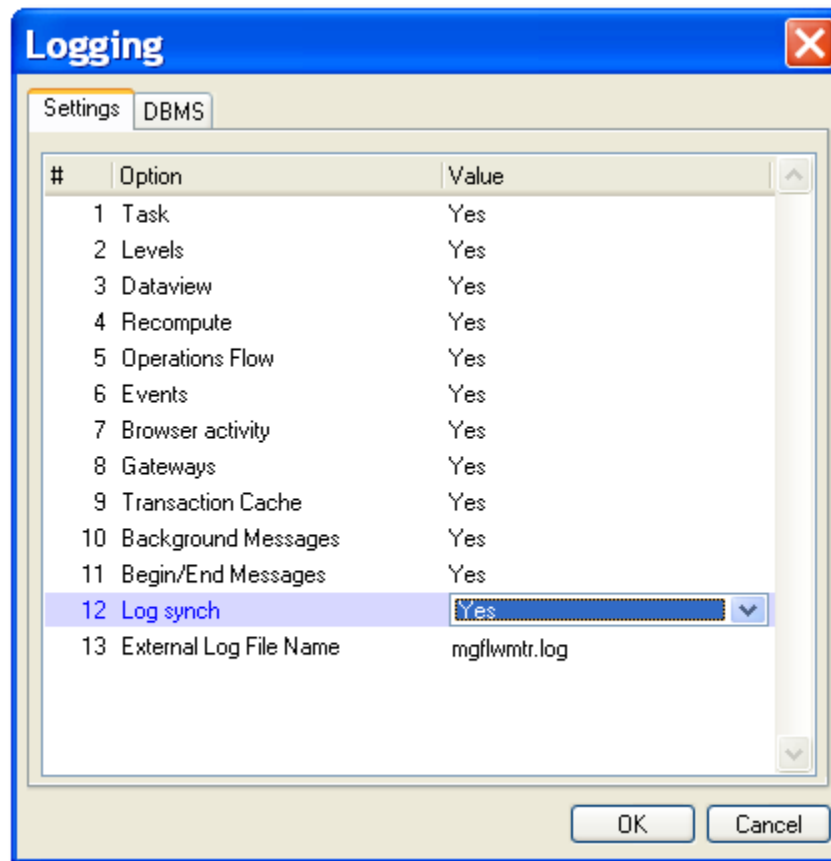 Logging
Settings DBMS
# Option Value
1 Task Yes
2 Levels Yes
3 Dataview Yes
4 Recompute Yes
5 Operations Flow Yes
6 Events Yes
7 Browser activity Yes
8 Gateways Yes
9 Transaction Cache Yes
10 Background Messages Yes
11 Begin/End Messages Yes
12 Log synch Yes
13 External Log File Name mgflwmtr.log
OK Cancel